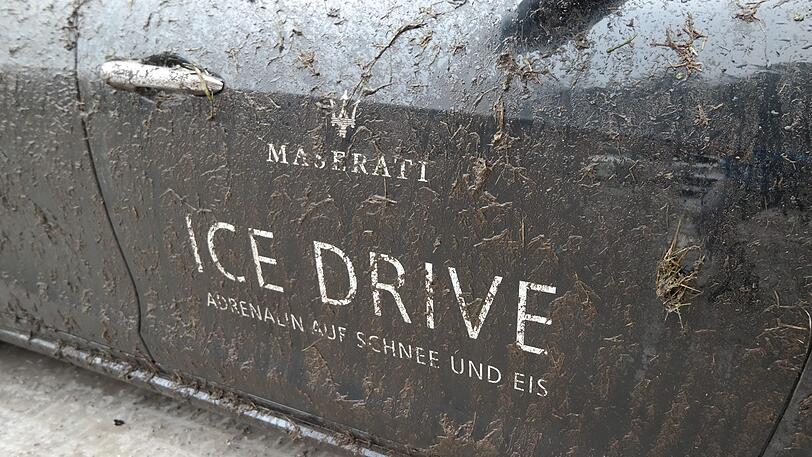 MASERATI
ICE DRIVE
ADRENALIN AUF SCHNEE UND EIS